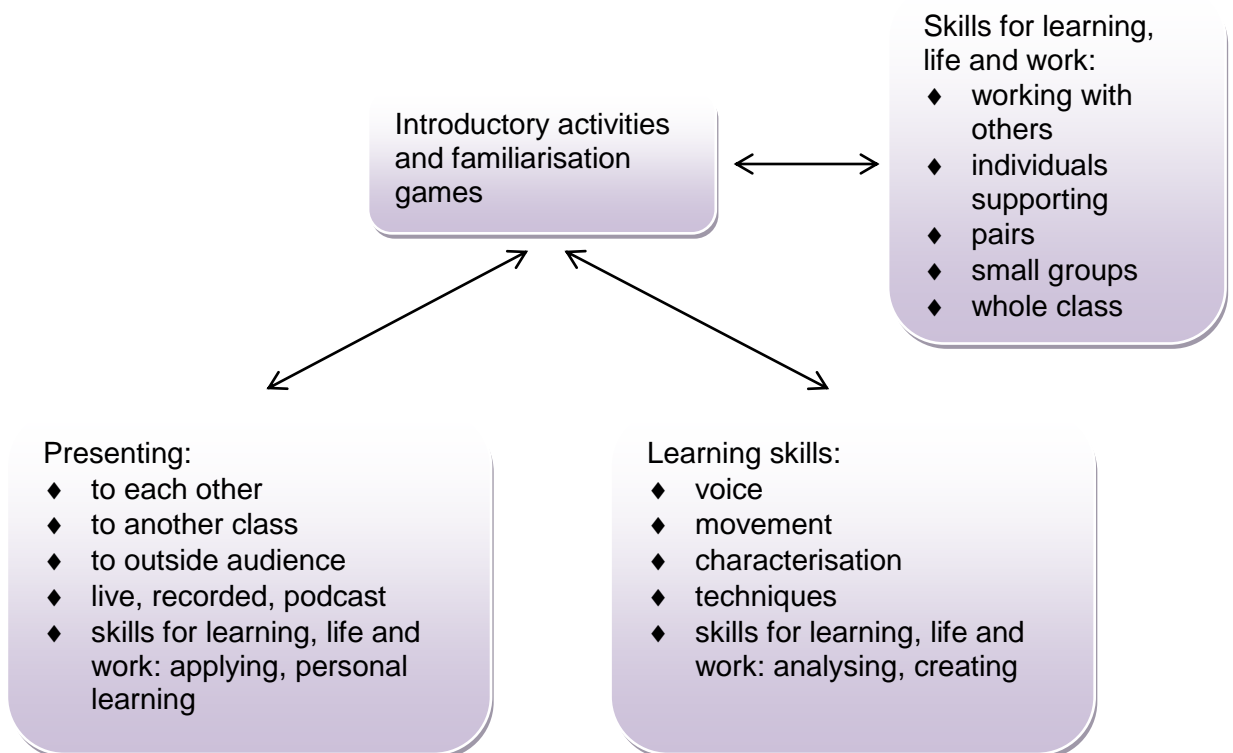 Skills for learning,
life and work:
♦ working with
others
♦ individuals
supporting
♦ pairs
♦ small groups
♦ whole class
Introductory activities
and familiarisation
games
Presenting:
♦ to each other
♦ to another class
♦ to outside audience
♦ live, recorded, podcast
♦ skills for learning, life and
work: applying, personal
learning
Learning skills:
♦ voice
♦ movement
♦ characterisation
♦ techniques
♦ skills for learning, life and
work: analysing, creating